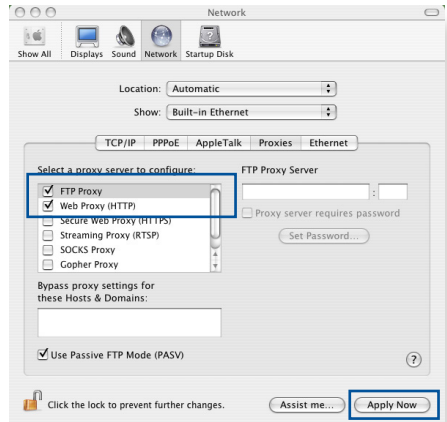 Network
Show All Displays Sound Network Startup Disk
Location: Automatic
Show: Built-in Ethernet
TCP/IP PPPoE AppleTalk Proxies Ethernet
Select a proxy server to configure: FTP Proxy Server
FTP Proxy
Web Proxy (HTTP)
:
Secure Web Proxy (HTTPS)
Proxy server requires password
Streaming Proxy (RTSP)
Set Password...
SOCKS Proxy
Gopher Proxy
Bypass proxy settings for
these Hosts & Domains:
Use Passive FTP Mode (PASV)
?
Click the lock to prevent further changes. Assist me... Apply Now